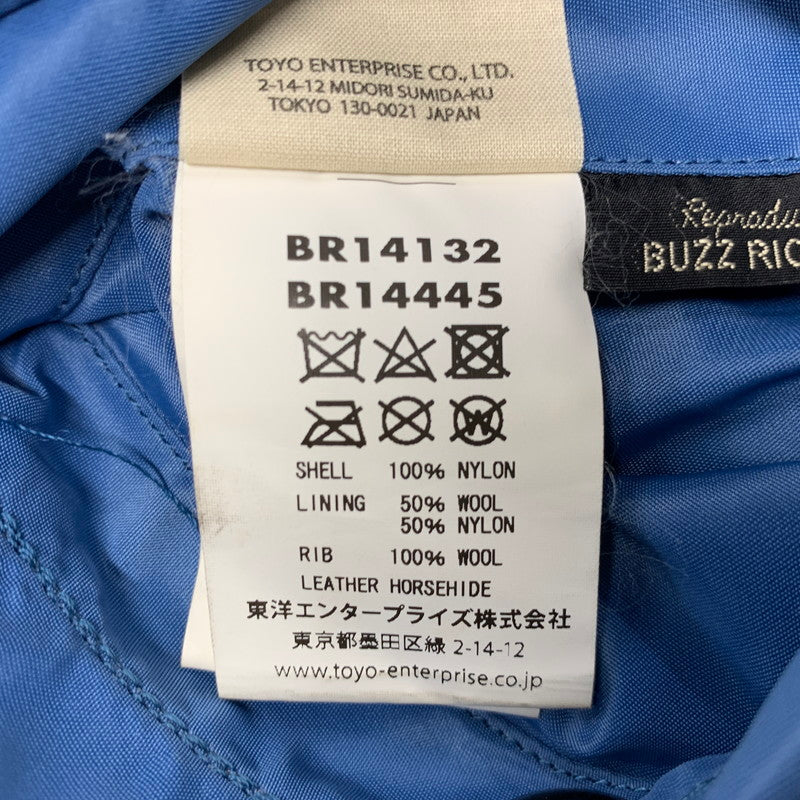 TOYO ENTERPRISE CO., LTD.
2-14-12 MIDORI SUMIDA-KU
TOKYO 130-0021 JAPAN
BR14132
BR14445
W
SHELL 100% NYLON
LINING 50% WOOL
50% NYLON
RIB 100% WOOL
LEATHER HORSEHIDE
東洋エンタープライズ株式会社
東京都墨田区緑 2-14-12
www.toyo-enterprise.co.jp
Reprodu
BUZZ RIC